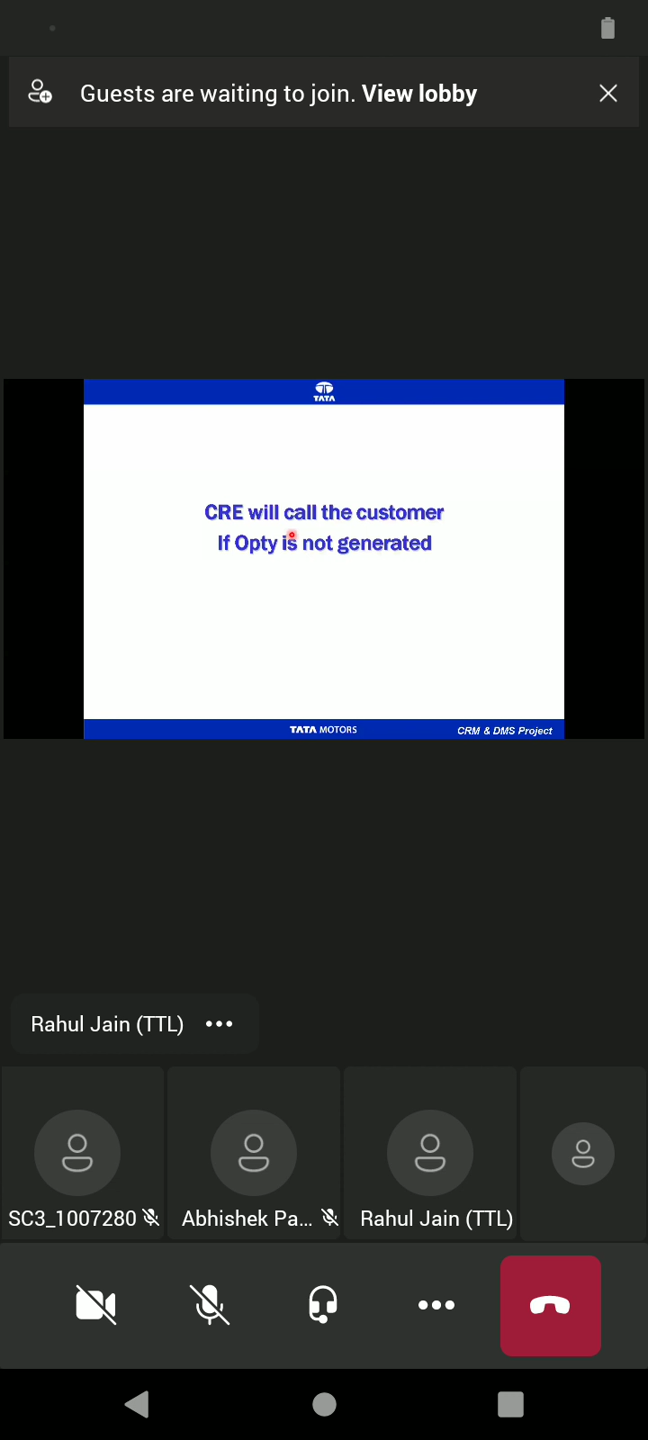 Guests are waiting to join. View lobby
TATA
CRE will call the customer
If Opty is not generated
TATA MOTORS
CRM & DMS Project
Rahul Jain (TTL)
SC3_1007280
Abhishek Pa...
Rahul Jain (TTL)